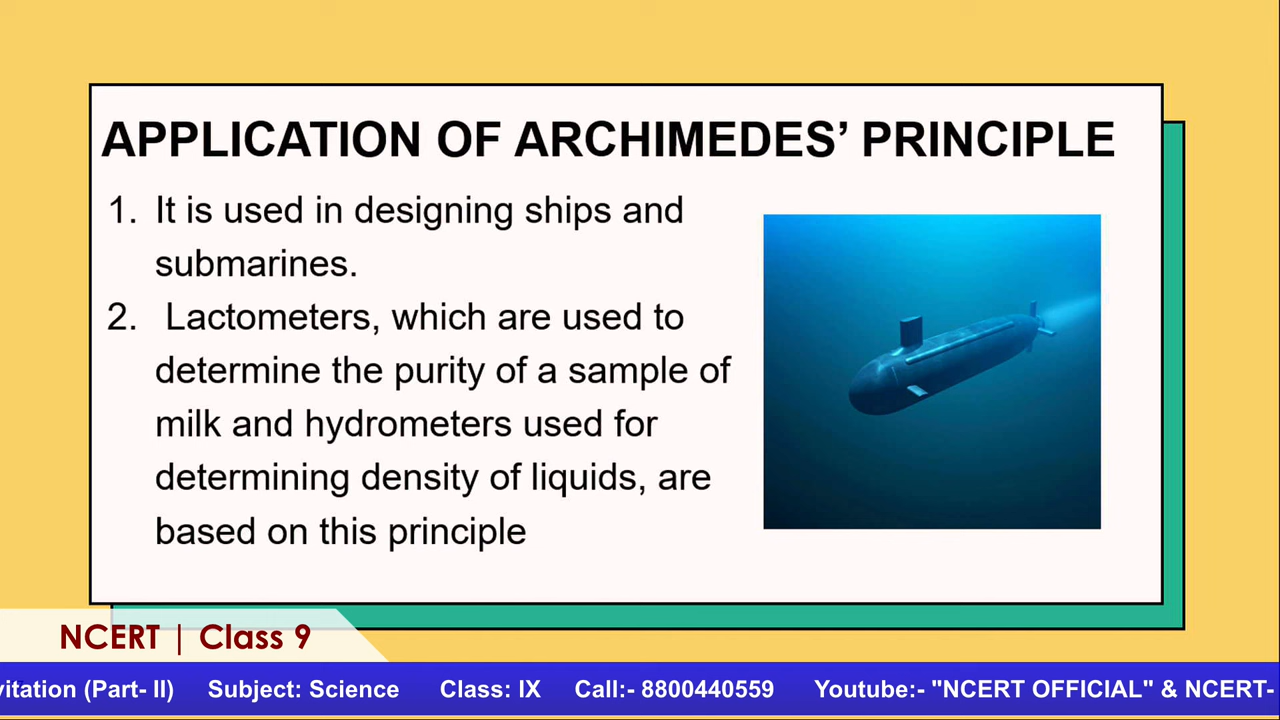 APPLICATION OF ARCHIMEDES’ PRINCIPLE
1. It is used in designing ships and
submarines.
2. Lactometers, which are used to
determine the purity of a sample of
milk and hydrometers used for
determining density of liquids, are
based on this principle
NCERT | Class 9
(Part- II) Subject: Science Class: IX Call:- 8800440559 Youtube:- "NCERT OFFICIAL" & NCERT-